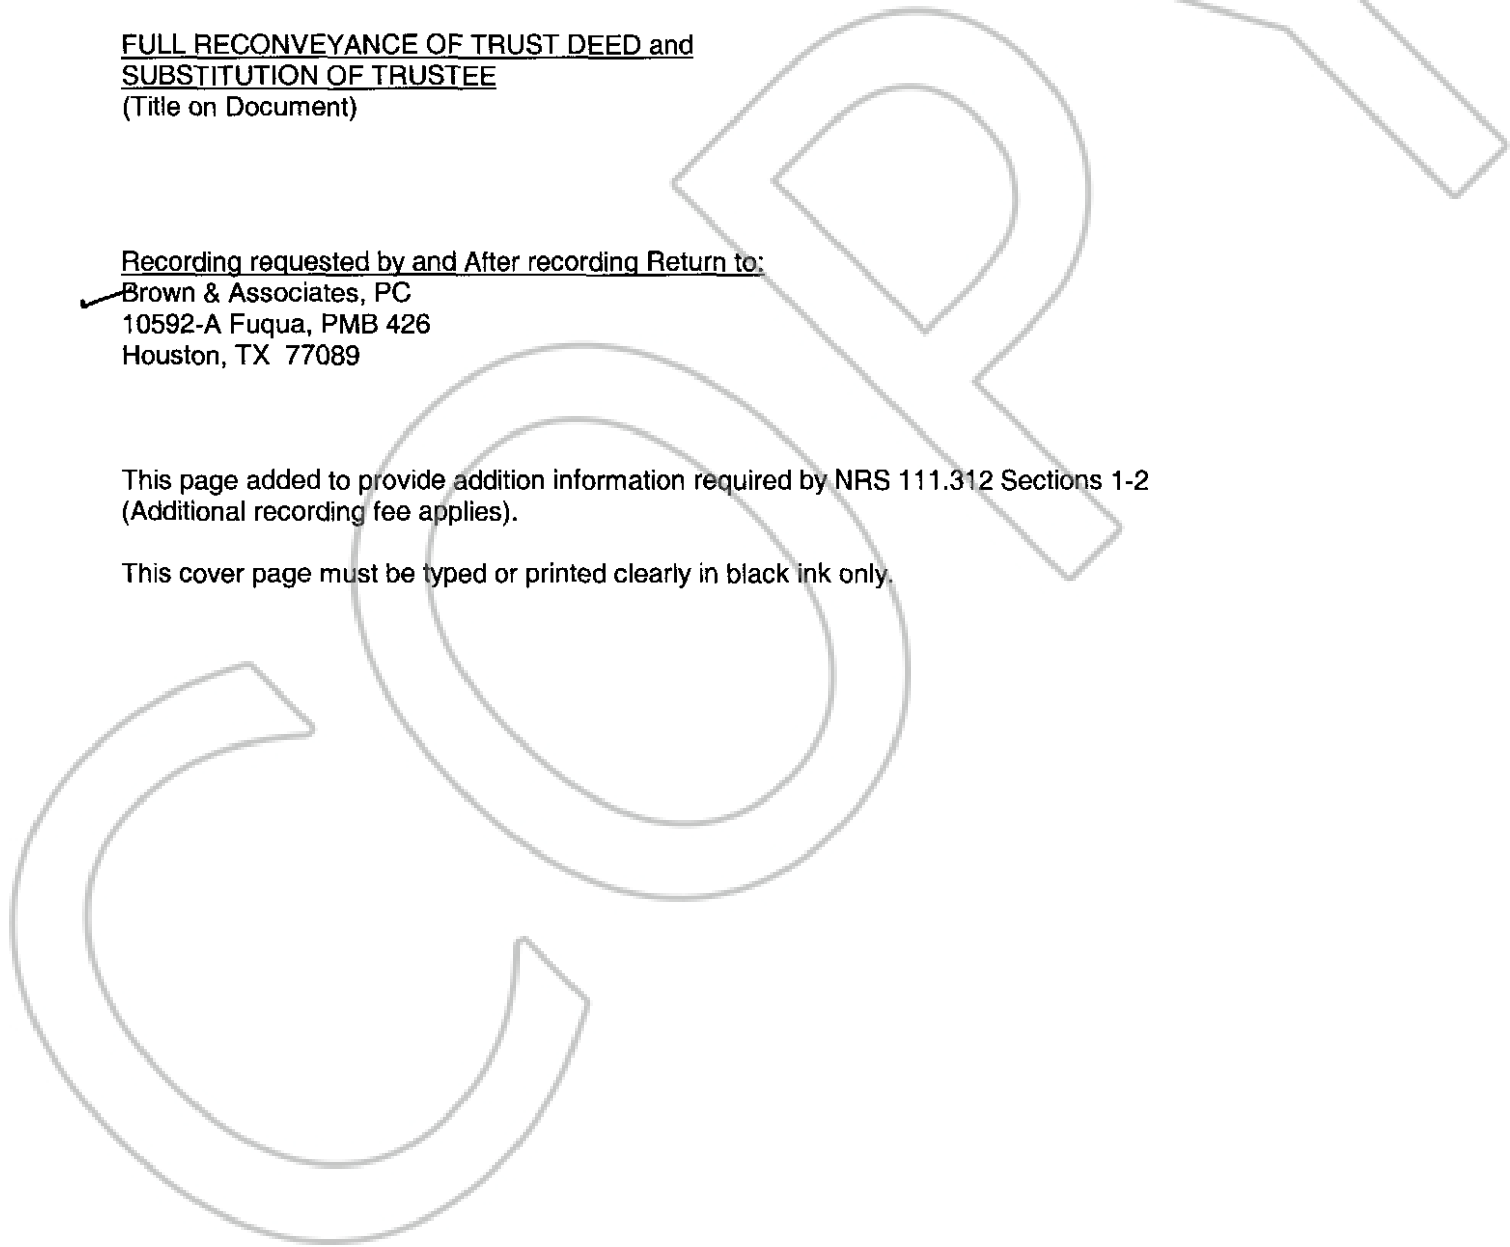 FULL RECONVEYANCE OF TRUST DEED and
SUBSTITUTION OF TRUSTEE
(Title on Document)
Recording requested by and After recording Return to:
Brown & Associates, PC
10592-A Fuqua, PMB 426
Houston, TX 77089
This page added to provide addition information required by NRS 111.312 Sections 1-2
(Additional recording fee applies).
This cover page must be typed or printed clearly in black ink only.
COPY